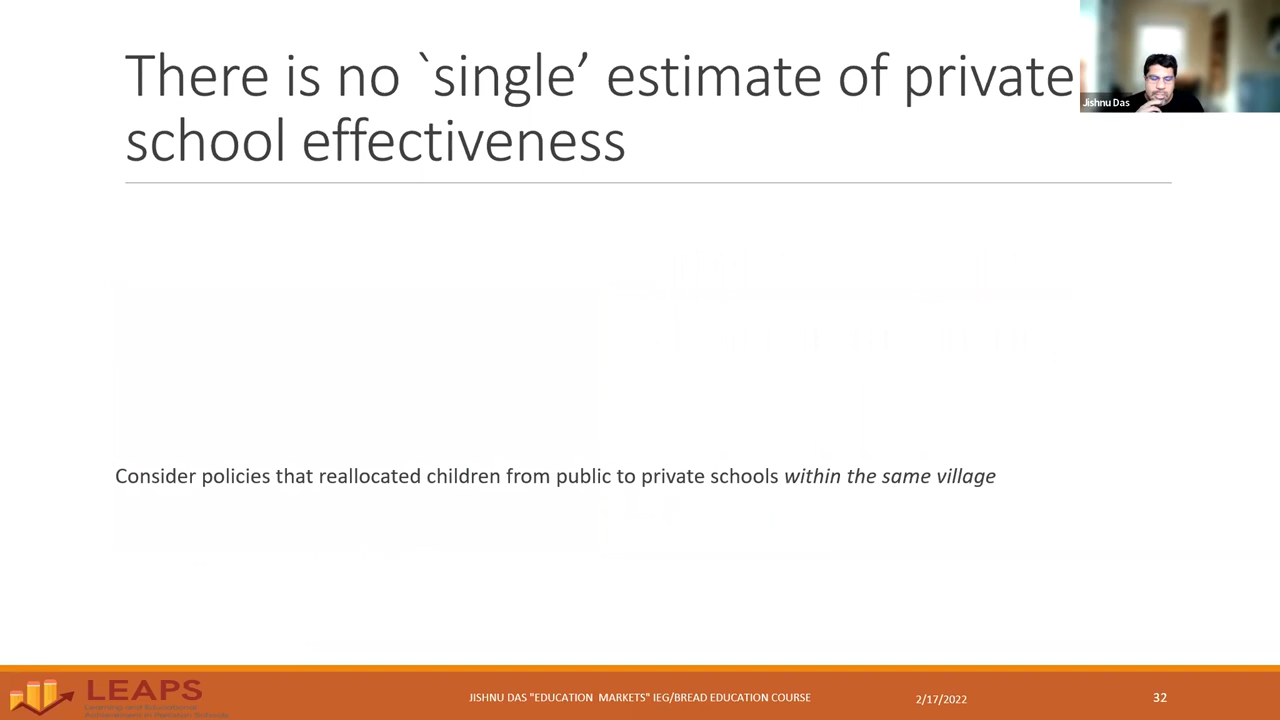 There is no `single’ estimate of private
school effectiveness
Jishnu Das
Consider policies that reallocated children from public to private schools within the same village
LEAPS
Learning and Educational
Achievement in Pakistan Schools
JISHNU DAS "EDUCATION MARKETS" IEG/BREAD EDUCATION COURSE
2/17/2022
32